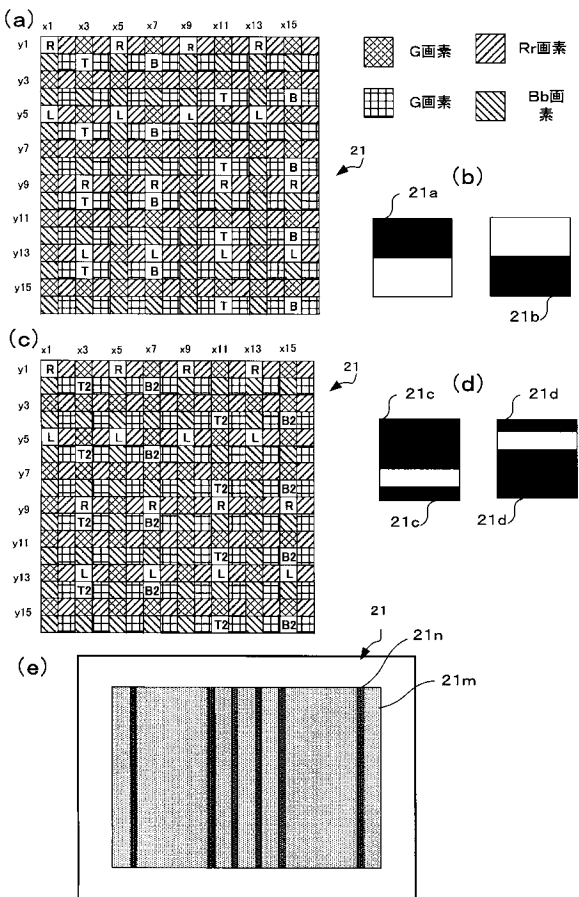 (a)
x1 x3 x5 x7 x9 x11 x13 x15
y1 R R R R
T B
y3
T B
y5 L L L L
T B
y7
T B
y9 R R R R
T B
y11
T B
y13 L L L L
T B
y15
T B
21
G画素
Rr画素
G画素
Bb画素
(b)
21a
21b
(c)
x1 x3 x5 x7 x9 x11 x13 x15
y1 R R R R
T2 B2
y3
T2 B2
y5 L L L L
T2 B2
y7
T2 B2
y9 R R R R
T2 B2
y11
T2 B2
y13 L L L L
T2 B2
y15
T2 B2
21
(d)
21c
21d
21c
21d
(e)
21
21n
21m